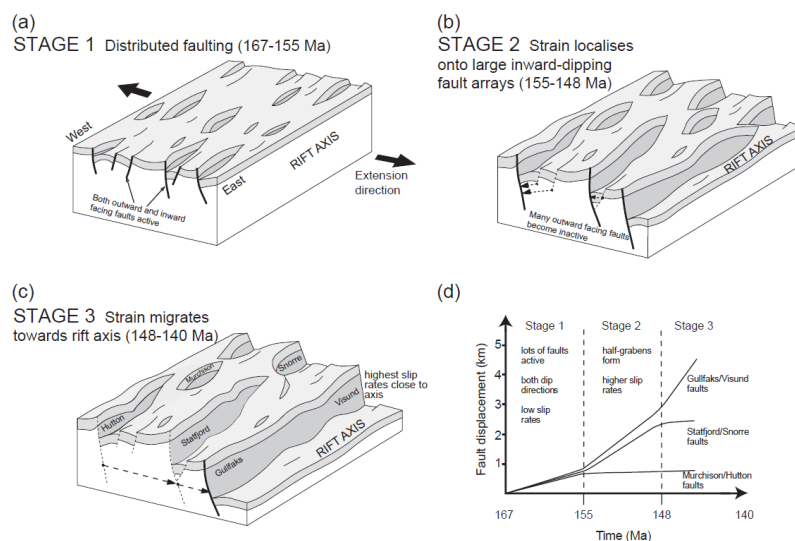 (a)
STAGE 1 Distributed faulting (167-155 Ma)
West
RIFT AXIS
East
Both outward and inward
facing faults active
Extension
direction
(b)
STAGE 2 Strain localises
onto large inward-dipping
fault arrays (155-148 Ma)
RIFT AXIS
Many outward facing faults
become inactive
(c)
STAGE 3 Strain migrates
towards rift axis (148-140 Ma)
Murchison
Snorre
Hutton
Statfjord
Visund
Gullfaks
RIFT AXIS
highest slip
rates close to
axis
(d)
Stage 1
Stage 2
Stage 3
Fault displacement (km)
5
4
3
2
1
lots of faults
active
both dip
directions
low slip
rates
half-grabens
form
higher slip
rates
Gullfaks/Visund
faults
Statfjord/Snorre
faults
Murchison/Hutton
faults
167
155
148
140
Time (Ma)